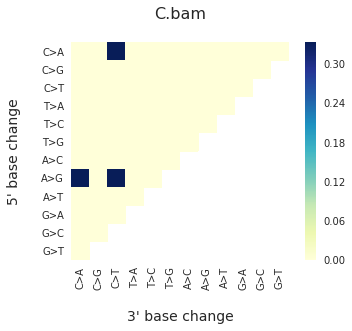 C.bam
5' base change
C>A
C>G
C>T
T>A
T>C
T>G
A>C
A>G
A>T
G>A
G>C
G>T
C>A
C>G
C>T
T>A
T>C
T>G
A>C
A>G
A>T
G>A
G>C
G>T
3' base change
0.30
0.24
0.18
0.12
0.06
0.00